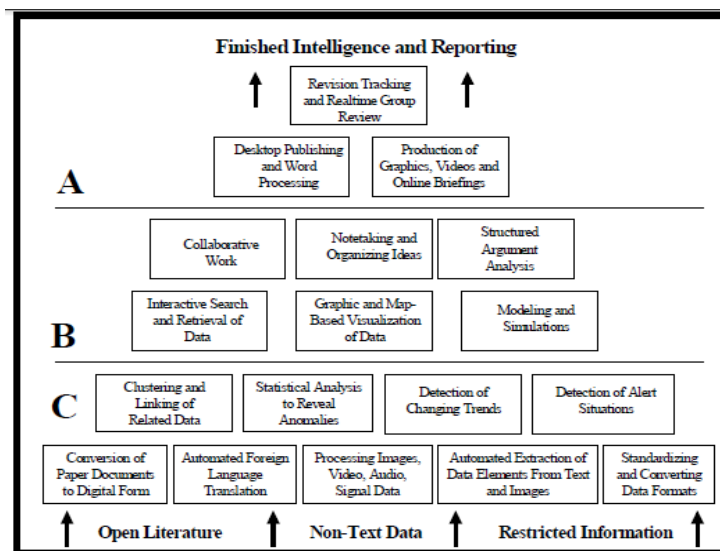 Finished Intelligence and Reporting
Revision Tracking
and Realtime Group
Review
Desktop Publishing
and Word
Processing
Production of
Graphics, Videos and
Online Briefings
A
Collaborative
Work
Notetaking and
Organizing Ideas
Structured
Argument
Analysis
Interactive Search
and Retrieval of
Data
Graphic and Map-
Based Visualization
of Data
Modeling and
Simulations
B
Clustering and
Linking of
Related Data
Statistical Analysis
to Reveal
Anomalies
Detection of
Changing Trends
Detection of Alert
Situations
C
Conversion of
Paper Documents
to Digital Form
Automated Foreign
Language
Translation
Processing Images,
Video, Audio,
Signal Data
Automated Extraction of
Data Elements From Text
and Images
Standardizing
and Converting
Data Formats
Open Literature
Non-Text Data
Restricted Information